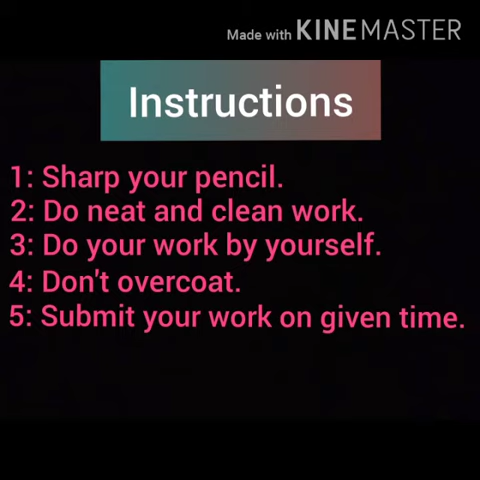 Made with KINEMASTER
Instructions
1: Sharp your pencil.
2: Do neat and clean work.
3: Do your work by yourself.
4: Don't overcoat.
5: Submit your work on given time.